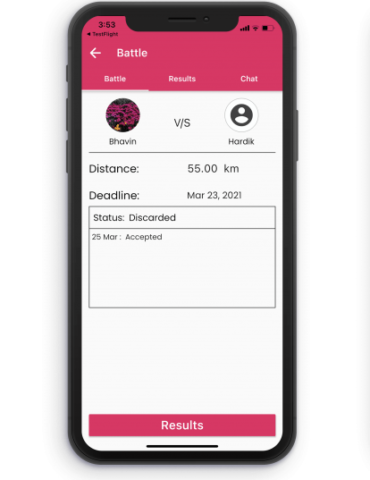 3:53
◀ TestFlight
← Battle
Battle Results Chat
V/S
Bhavin Hardik
Distance: 55.00 km
Deadline: Mar 23, 2021
Status: Discarded
25 Mar : Accepted
Results